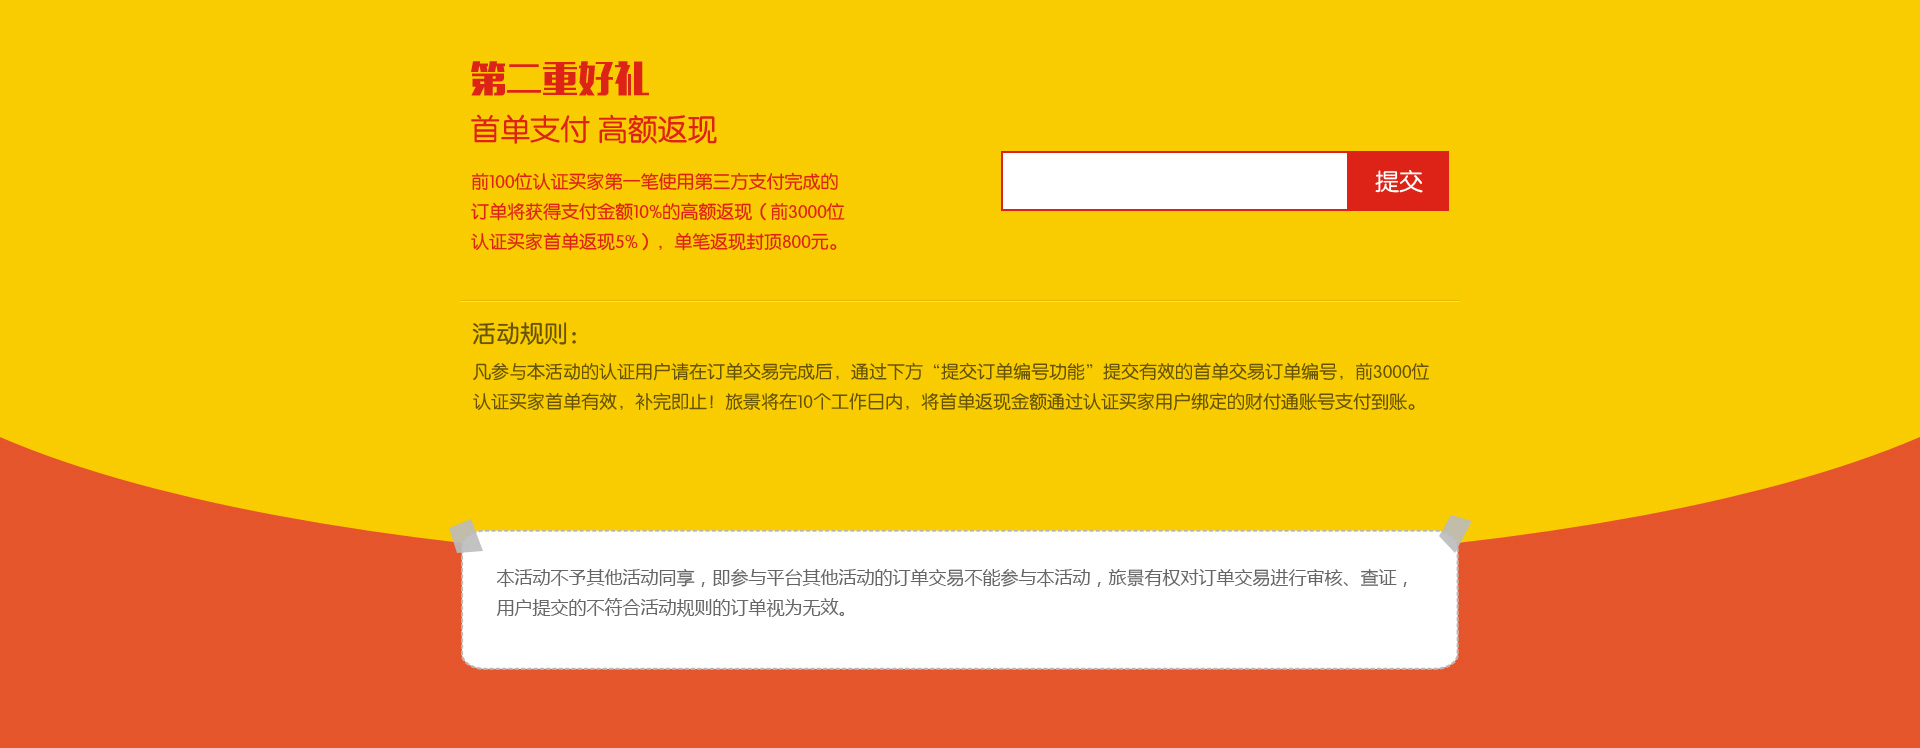 第二重好礼
首单支付 高额返现
前100位认证买家第一笔使用第三方支付完成的
订单将获得支付金额10%的高额返现（前3000位
认证买家首单返现5%），单笔返现封顶800元。
提交
活动规则：
凡参与本活动的认证用户请在订单交易完成后，通过下方“提交订单编号功能”提交有效的首单交易订单编号，前3000位
认证买家首单有效，补完即止！旅景将在10个工作日内，将首单返现金额通过认证买家用户绑定的财付通账号支付到账。
本活动不予其他活动同享，即参与平台其他活动的订单交易不能参与本活动，旅景有权对订单交易进行审核、查证，
用户提交的不符合活动规则的订单视为无效。